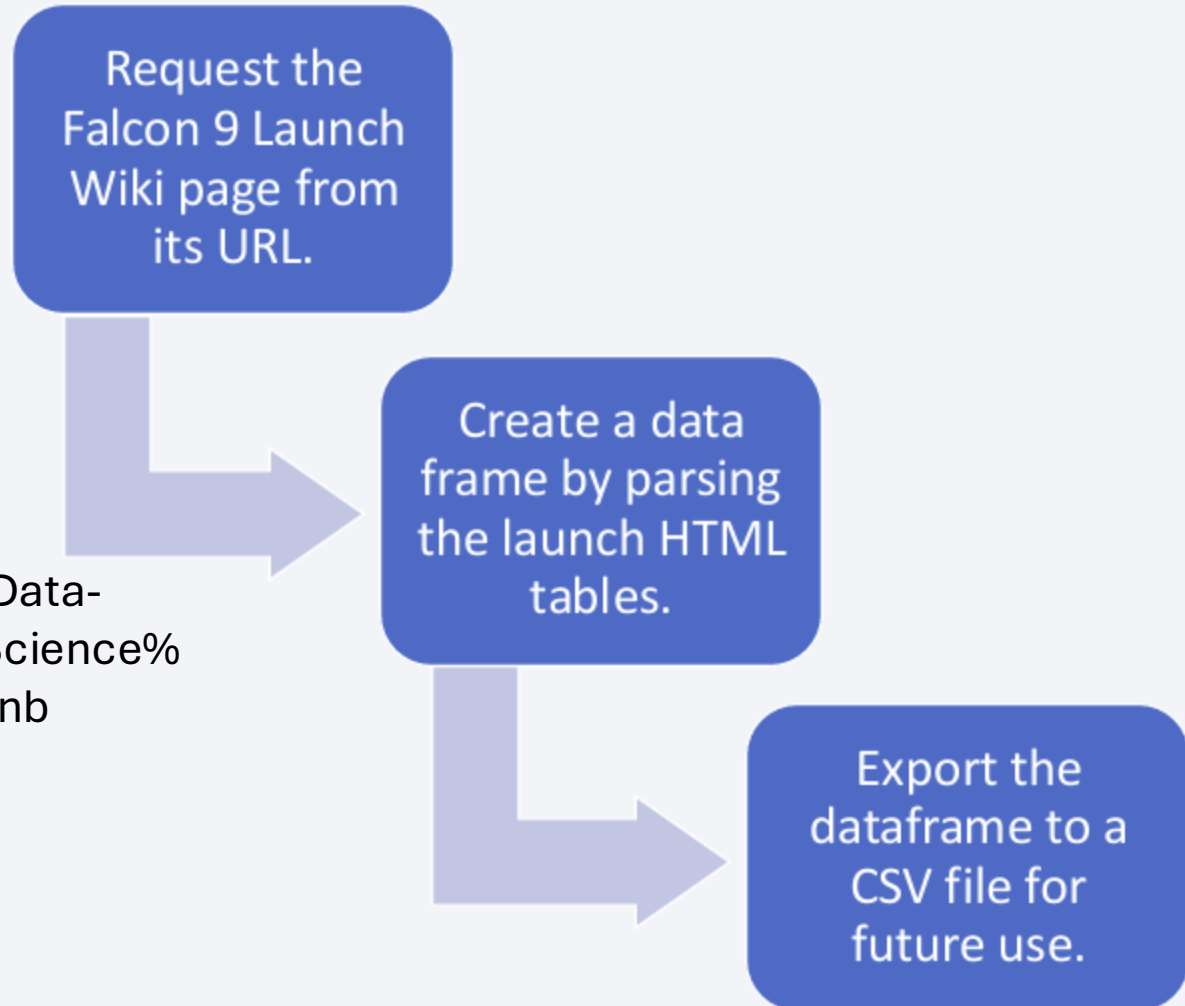 Request the
Falcon 9 Launch
Wiki page from
its URL.
Create a data
frame by parsing
the launch HTML
tables.
Data-
Science%
nb
Export the
dataframe to a
CSV file for
future use.